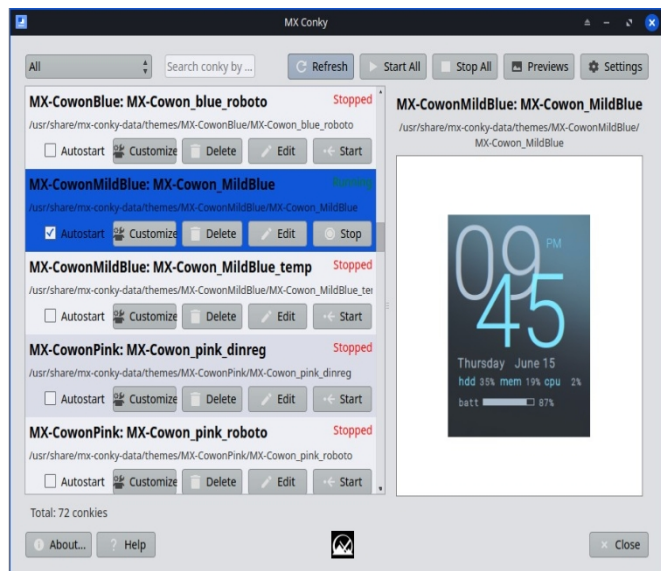 MX Conky
All
Search conky by ...
Refresh
Start All
Stop All
Previews
Settings
MX-CowonBlue: MX-Cowon_blue_roboto
Stopped
/usr/share/mx-conky-data/themes/MX-CowonBlue/MX-Cowon_blue_roboto
Autostart Customize Delete Edit Start
MX-CowonMildBlue: MX-Cowon_MildBlue
Running
/usr/share/mx-conky-data/themes/MX-CowonMildBlue/MX-Cowon_MildBlue
Autostart Customize Delete Edit Stop
MX-CowonMildBlue: MX-Cowon_MildBlue_temp
Stopped
/usr/share/mx-conky-data/themes/MX-CowonMildBlue/MX-Cowon_MildBlue_ter
Autostart Customize Delete Edit Start
MX-CowonPink: MX-Cowon_pink_dinreg
Stopped
/usr/share/mx-conky-data/themes/MX-CowonPink/MX-Cowon_pink_dinreg
Autostart Customize Delete Edit Start
MX-CowonPink: MX-Cowon_pink_roboto
Stopped
/usr/share/mx-conky-data/themes/MX-CowonPink/MX-Cowon_pink_roboto
Autostart Customize Delete Edit Start
MX-CowonMildBlue: MX-Cowon_MildBlue
/usr/share/mx-conky-data/themes/MX-CowonMildBlue/
MX-Cowon_MildBlue
09 PM
45
Thursday June 15
hdd 35% mem 19% cpu 2%
batt 87%
Total: 72 conkies
About...
? Help
Close